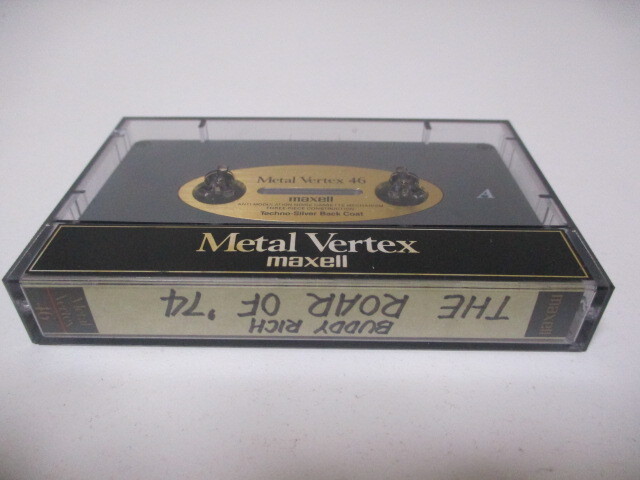 Metal Vertex 46
maxell
Techno-Silver Back Coat
A
Metal Vertex
maxell
BUDDY RICH
THE ROAR OF '74
maxell